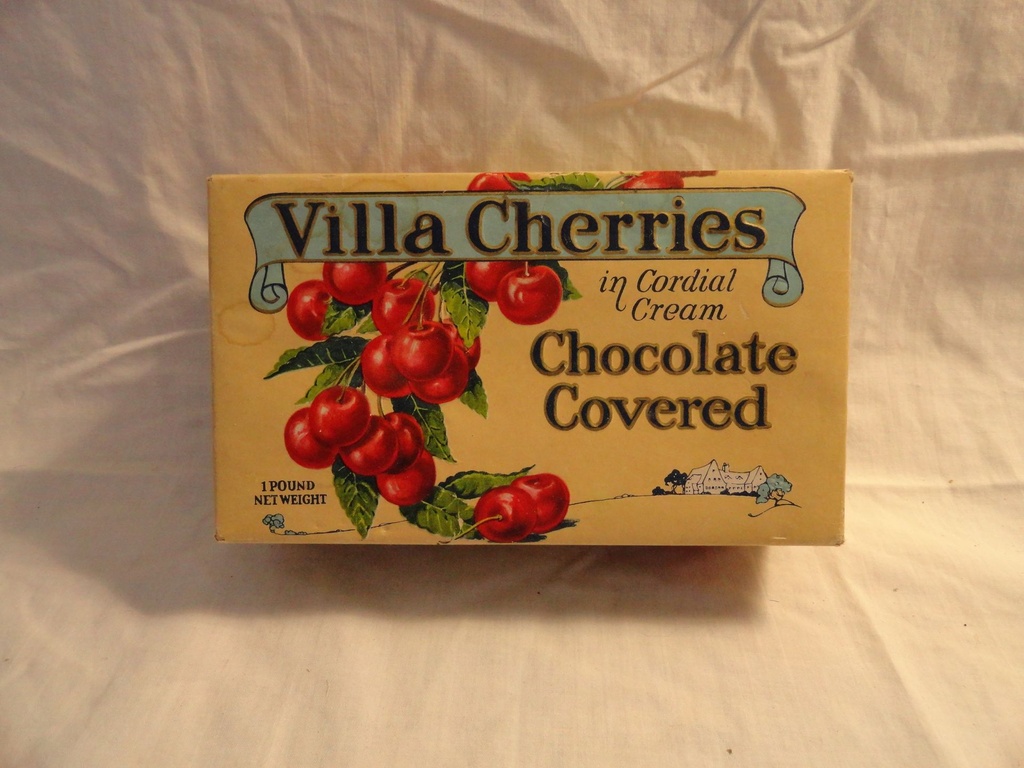 Villa Cherries
in Cordial
Cream
Chocolate
Covered
1 POUND
NET WEIGHT